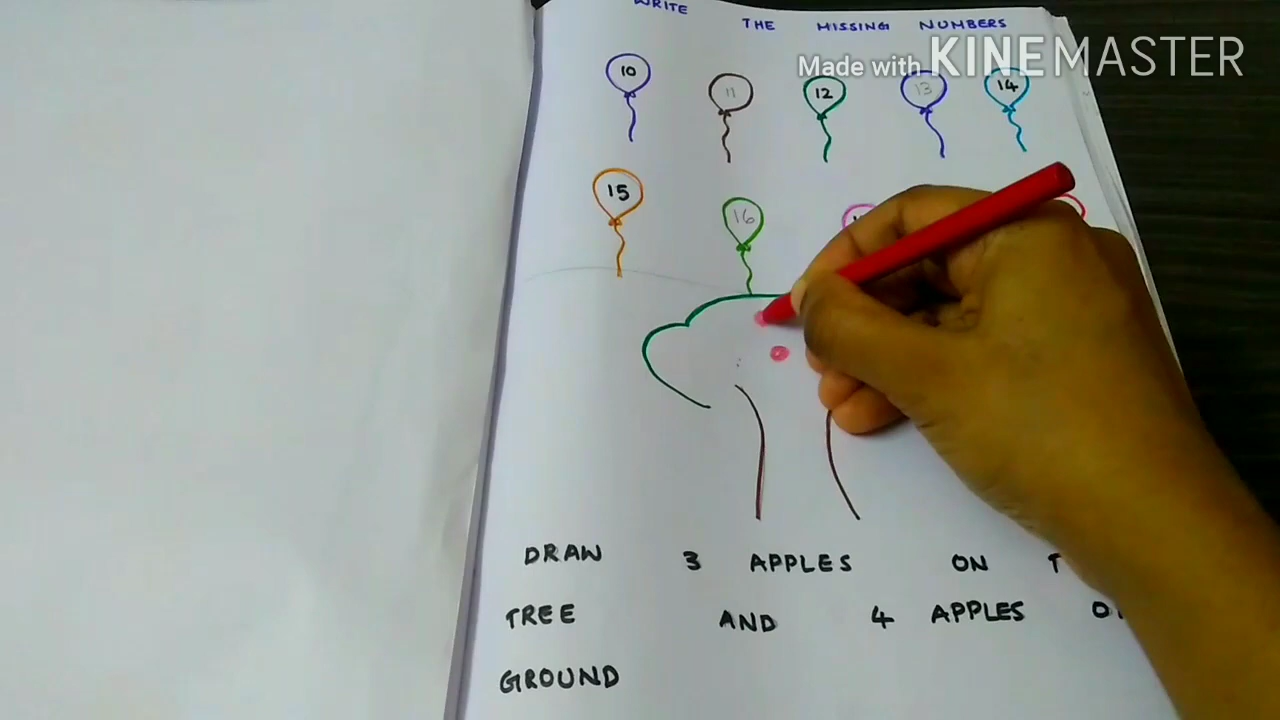 WRITE THE MISSING NUMBERS
Made with KINEMASTER
10 11 12 13 14
15 16
DRAW 3 APPLES ON
TREE AND 4 APPLES
GROUND